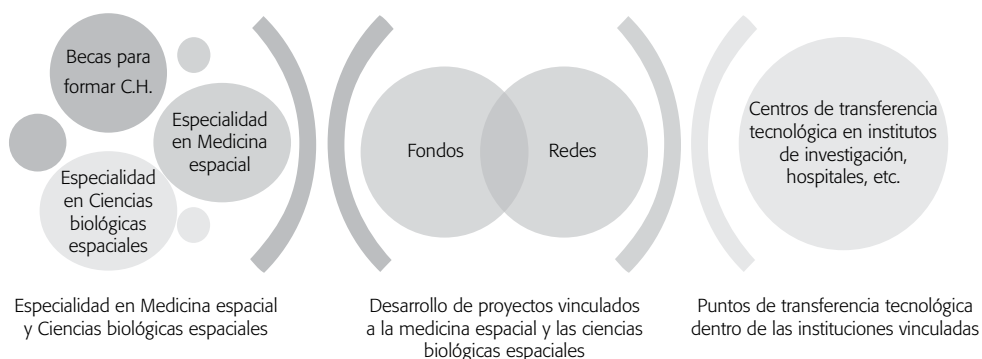 Becas para
formar C.H.
Especialidad
en Medicina
espacial
Especialidad
en Ciencias
biológicas
espaciales
Fondos
Redes
Centros de transferencia
tecnológica en institutos
de investigación,
hospitales, etc.
Especialidad en Medicina espacial
y Ciencias biológicas espaciales
Desarrollo de proyectos vinculados
a la medicina espacial y las ciencias
biológicas espaciales
Puntos de transferencia tecnológica
dentro de las instituciones vinculadas